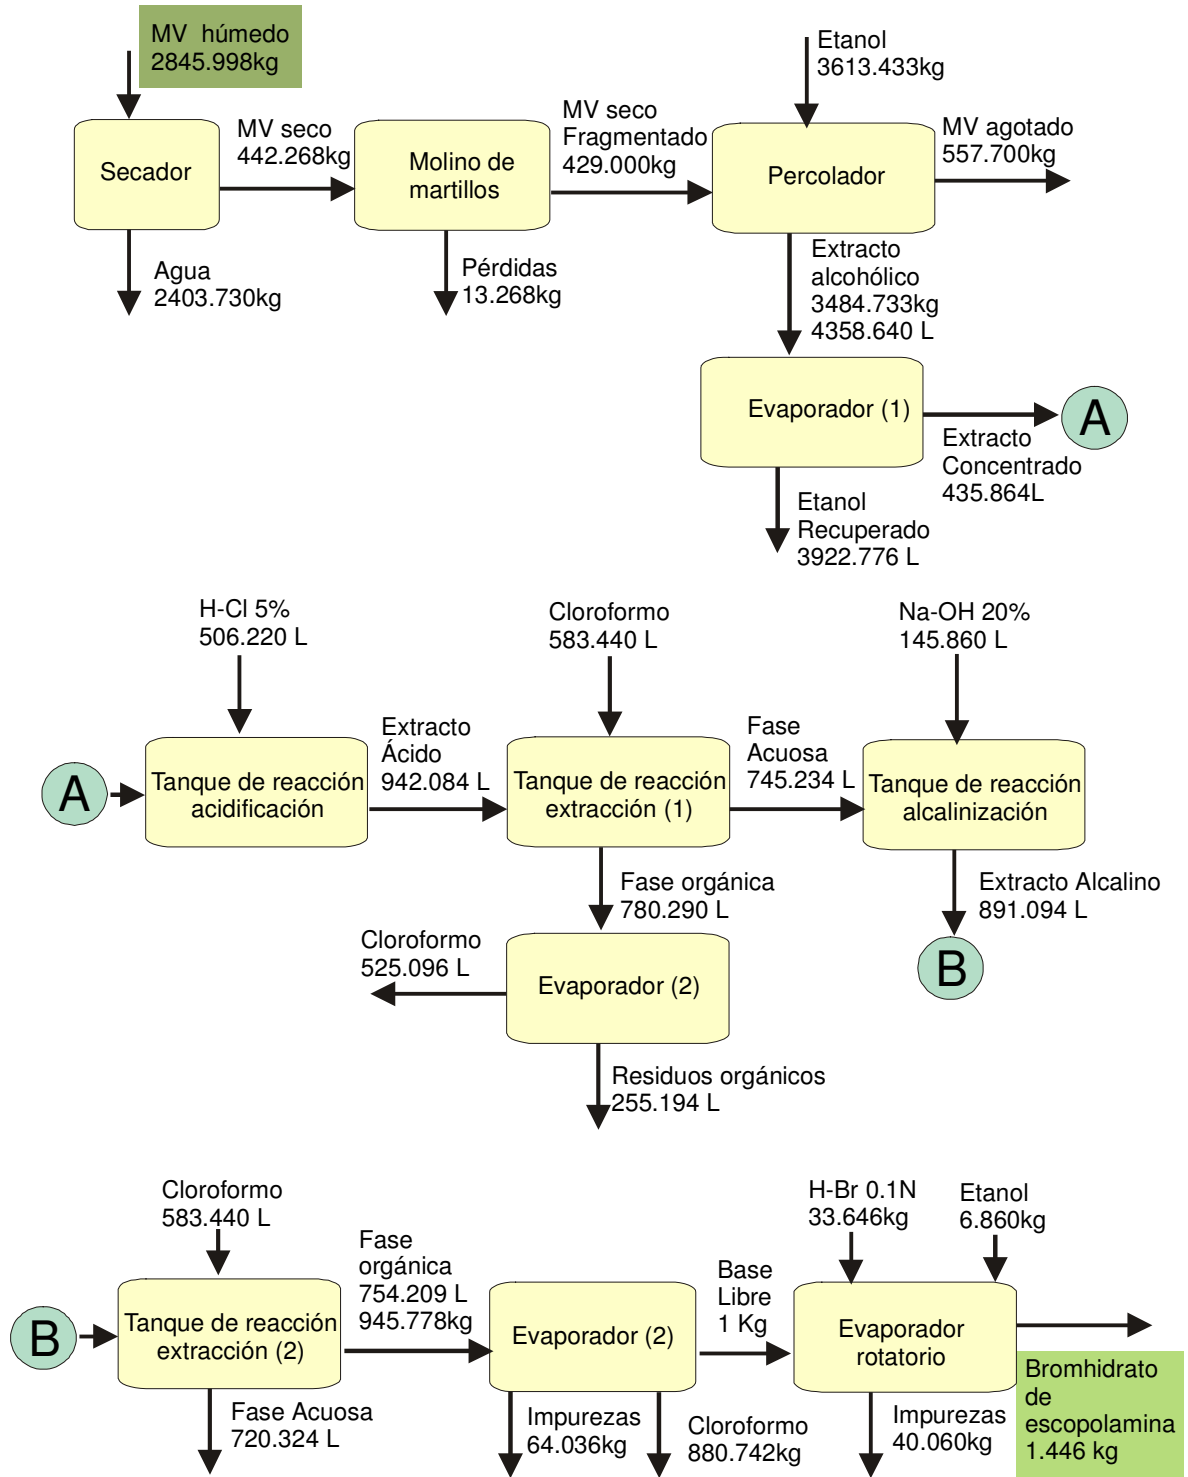 MV húmedo
2845.998kg
Etanol
3613.433kg
Secador
MV seco
442.268kg
Molino de
martillos
MV seco
Fragmentado
429.000kg
Percolador
MV agotado
557.700kg
Agua
2403.730kg
Pérdidas
13.268kg
Extracto
alcohólico
3484.733kg
4358.640 L
Evaporador (1)
A
Extracto
Concentrado
435.864L
Etanol
Recuperado
3922.776 L
H-Cl 5%
506.220 L
Cloroformo
583.440 L
Na-OH 20%
145.860 L
A
Tanque de reacción
acidificación
Extracto
Ácido
942.084 L
Tanque de reacción
extracción (1)
Fase
Acuosa
745.234 L
Tanque de reacción
alcalinización
Fase orgánica
780.290 L
Extracto Alcalino
891.094 L
Cloroformo
525.096 L
Evaporador (2)
B
Residuos orgánicos
255.194 L
Cloroformo
583.440 L
H-Br 0.1N
33.646kg
Etanol
6.860kg
B
Tanque de reacción
extracción (2)
Fase
orgánica
754.209 L
945.778kg
Evaporador (2)
Base
Libre
1 Kg
Evaporador
rotatorio
Bromhidrato
de
escopolamina
1.446 kg
Fase Acuosa
720.324 L
Impurezas
64.036kg
Cloroformo
880.742kg
Impurezas
40.060kg